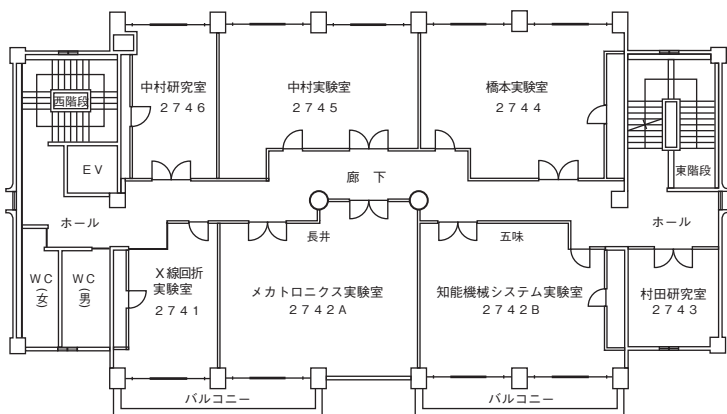 中村研究室
2746
中村実験室
2745
橋本実験室
2744
西階段
EV
東階段
廊 下
ホール
ホール
長井
五味
WC
(女)
WC
(男)
X線回折
実験室
2741
メカトロニクス実験室
2742A
知能機械システム実験室
2742B
村田研究室
2743
バルコニー
バルコニー